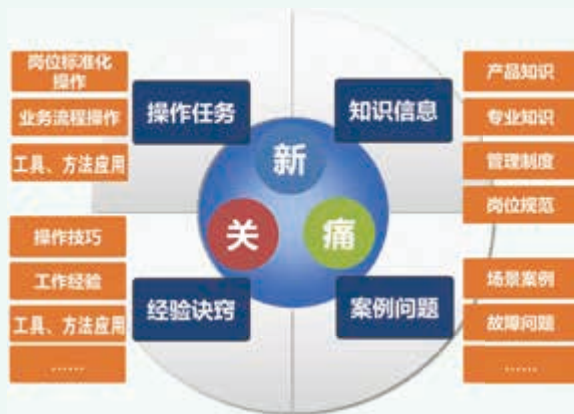 岗位标准化
操作
业务流程操作
工具、方法应用
操作任务
知识信息
产品知识
专业知识
管理制度
岗位规范
新
关
痛
操作技巧
工作经验
工具、方法应用
……
经验诀窍
案例问题
场景案例
故障问题
……